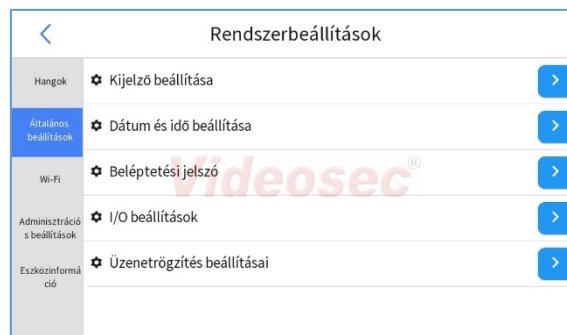 Rendszerbeállítások
Hangok
Általános
beállítások
Wi-Fi
Adminisztráció
s beállítások
Eszközinformá
ció
Kijelző beállítása
Dátum és idő beállítása
Beléptetési jelszó
I/O beállítások
Üzenetrögzítés beállításai
Videosec®